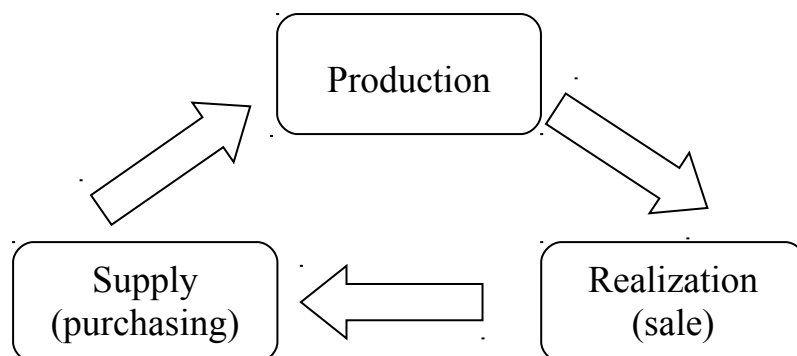 Production
Supply
(purchasing)
Realization
(sale)